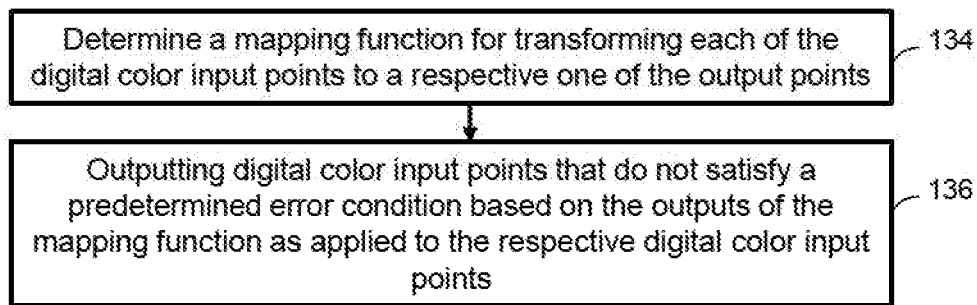 Determine a mapping function for transforming each of the
digital color input points to a respective one of the output points
134
Outputting digital color input points that do not satisfy a
predetermined error condition based on the outputs of the
mapping function as applied to the respective digital color input
points
136